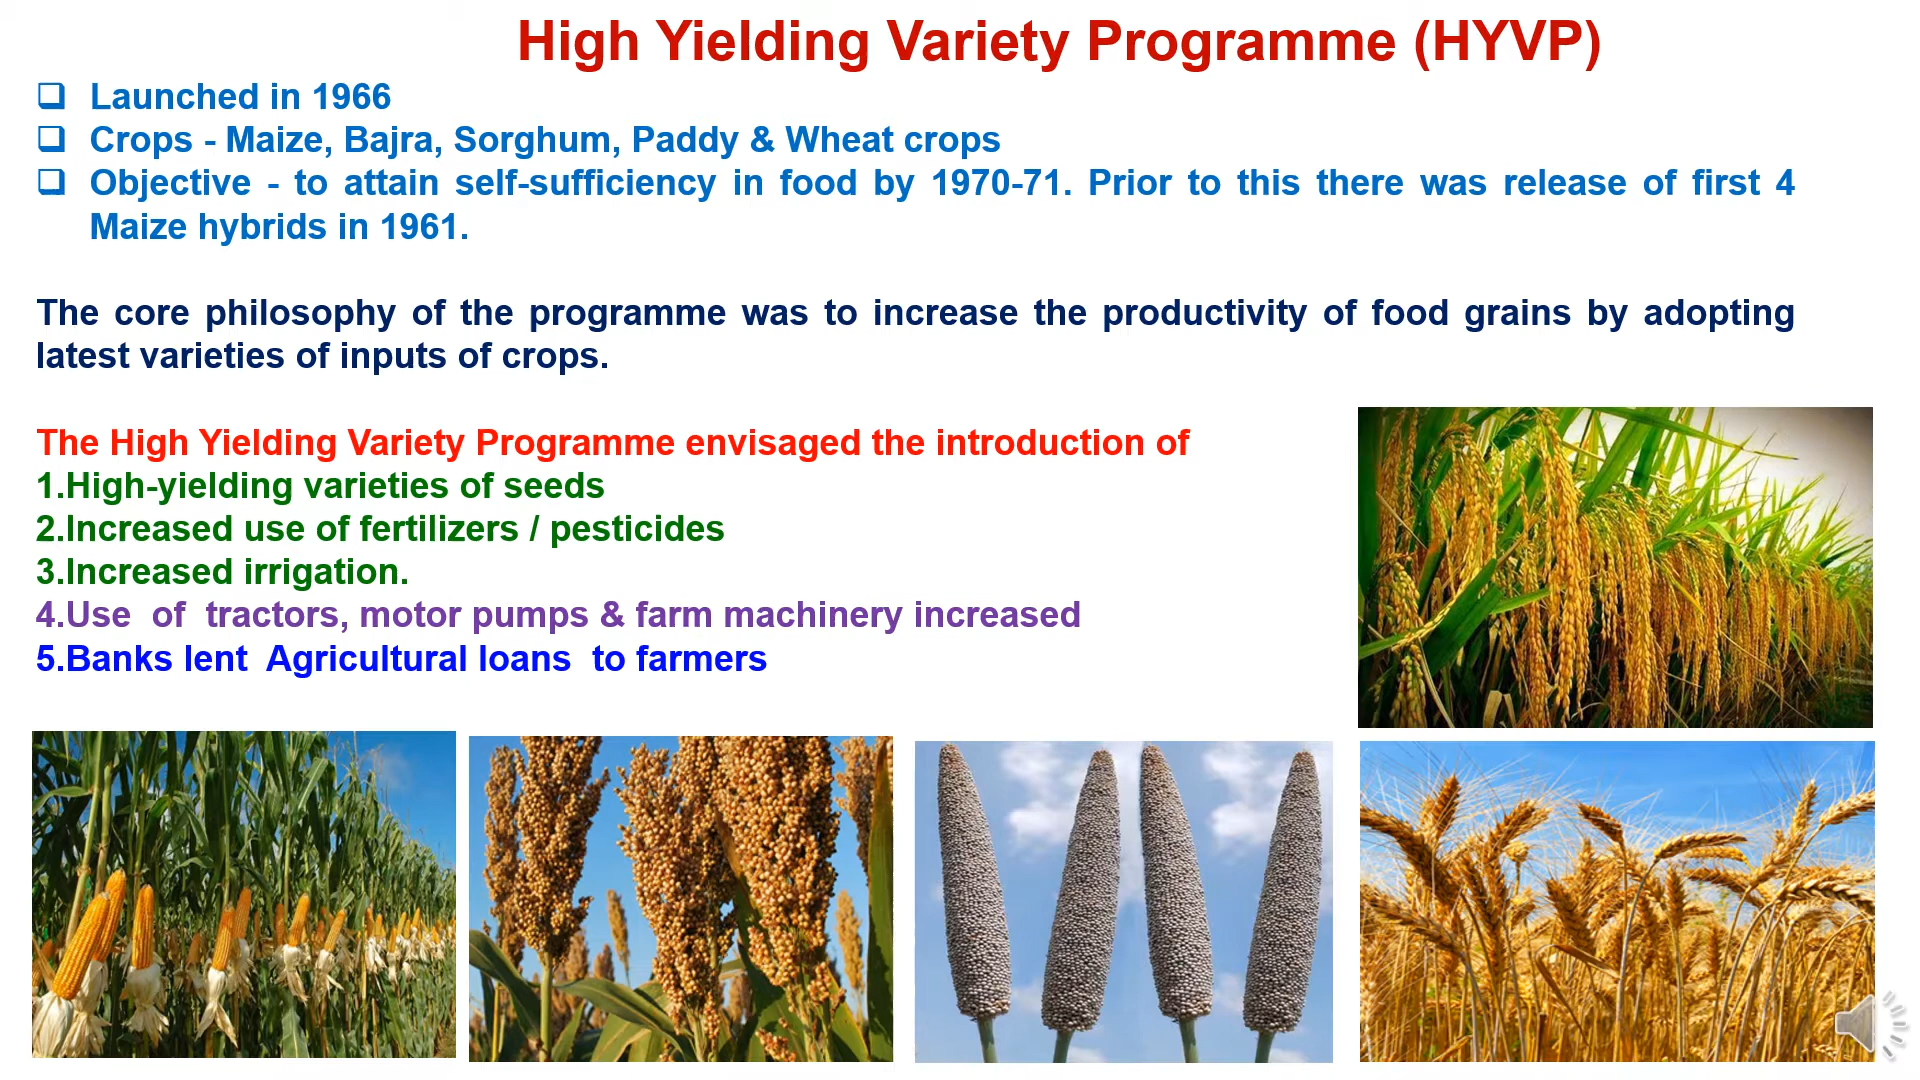 High Yielding Variety Programme (HYVP)
❑ Launched in 1966
❑ Crops - Maize, Bajra, Sorghum, Paddy & Wheat crops
❑ Objective - to attain self-sufficiency in food by 1970-71. Prior to this there was release of first 4
Maize hybrids in 1961.
The core philosophy of the programme was to increase the productivity of food grains by adopting
latest varieties of inputs of crops.
The High Yielding Variety Programme envisaged the introduction of
1.High-yielding varieties of seeds
2.Increased use of fertilizers / pesticides
3.Increased irrigation.
4.Use of tractors, motor pumps & farm machinery increased
5.Banks lent Agricultural loans to farmers